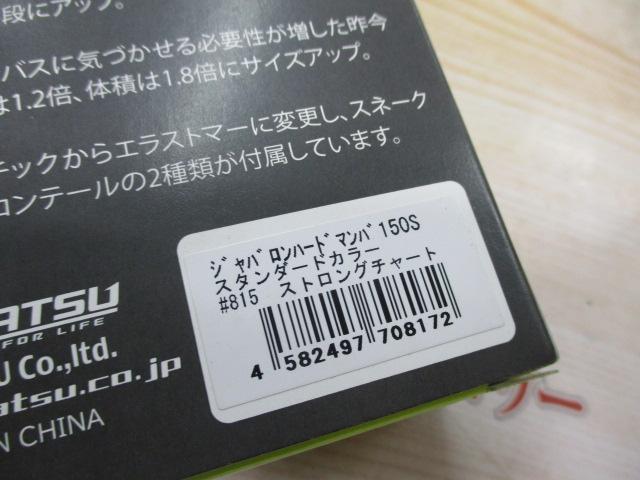 段にアップ。
バスに気づかせる必要性が増した昨今
は1.2倍、体積は1.8倍にサイズアップ。
チックからエラストマーに変更し、スネーク
ロンテールの2種類が付属しています。
ｼﾞｬﾊﾞﾛﾝﾊｰﾄﾞﾏﾝﾊﾞ150S
スタンダードカラー
#815 ストロングチャート
4 582497 708172
ATSU
FOR LIFE
U Co.,ltd.
atsu.co.jp
N CHINA